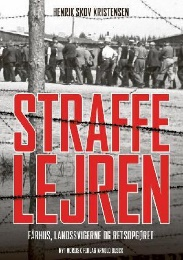 HENRIK SKOV KRISTENSEN
STRAFFE
LEJREN
FÅRHUS, LANDSSVIGERNE OG RETSOPGØRET
NYT NORDISK FORLAG ARNOLD BUSCK